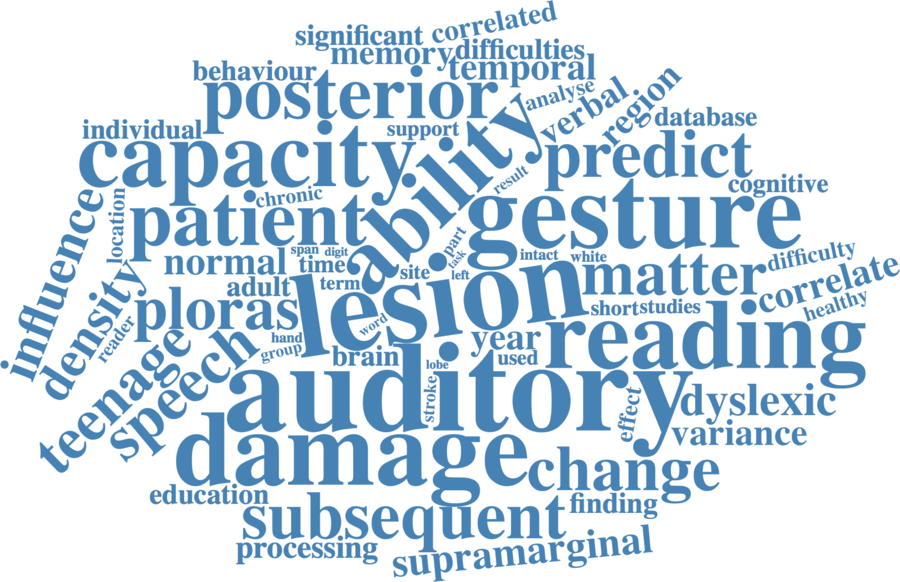 significant
correlated
memory
difficulties
behaviour
temporal
posterior
analyse
verbal
region
database
individual
support
ability
capacity
predict
result
cognitive
chronic
influence
location
patient
gesture
part
task
span
digit
intact
white
normal
time
site
left
matter
difficulty
density
adult
term
lesion
correlate
healthy
ploras
short
studies
reader
hand
word
year
reading
teenage
speech
group
brain
used
lobe
auditory
stroke
effect
dyslexic
variance
damage
change
education
subsequent
finding
processing
supramarginal